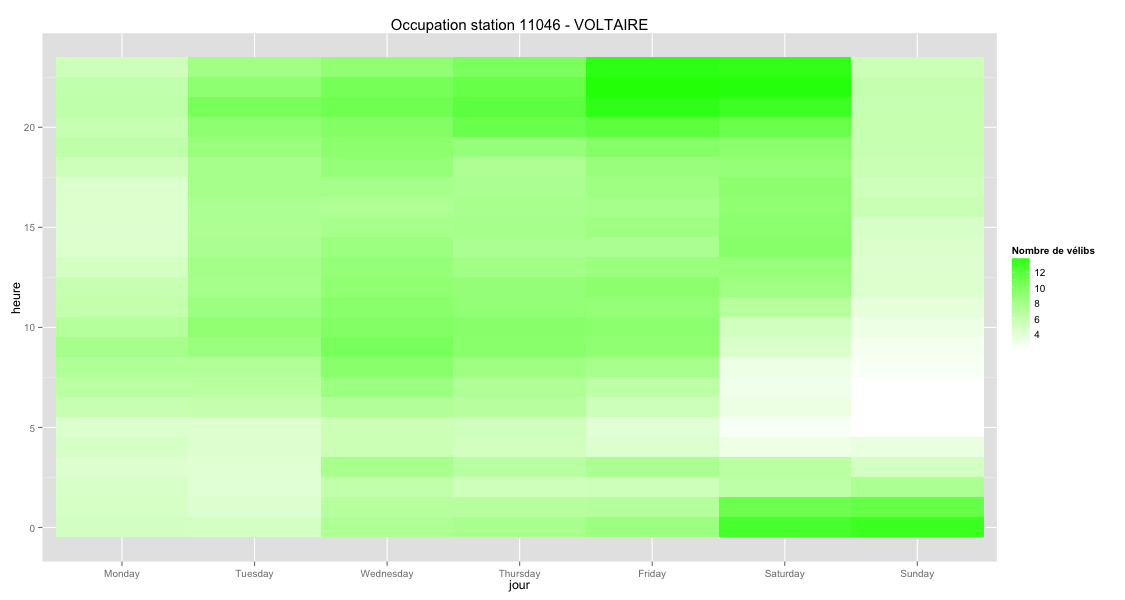 Occupation station 11046 - VOLTAIRE
heure
20
15
10
5
0
Monday Tuesday Wednesday Thursday Friday Saturday Sunday
jour
Nombre de vélibs
12
10
8
6
4